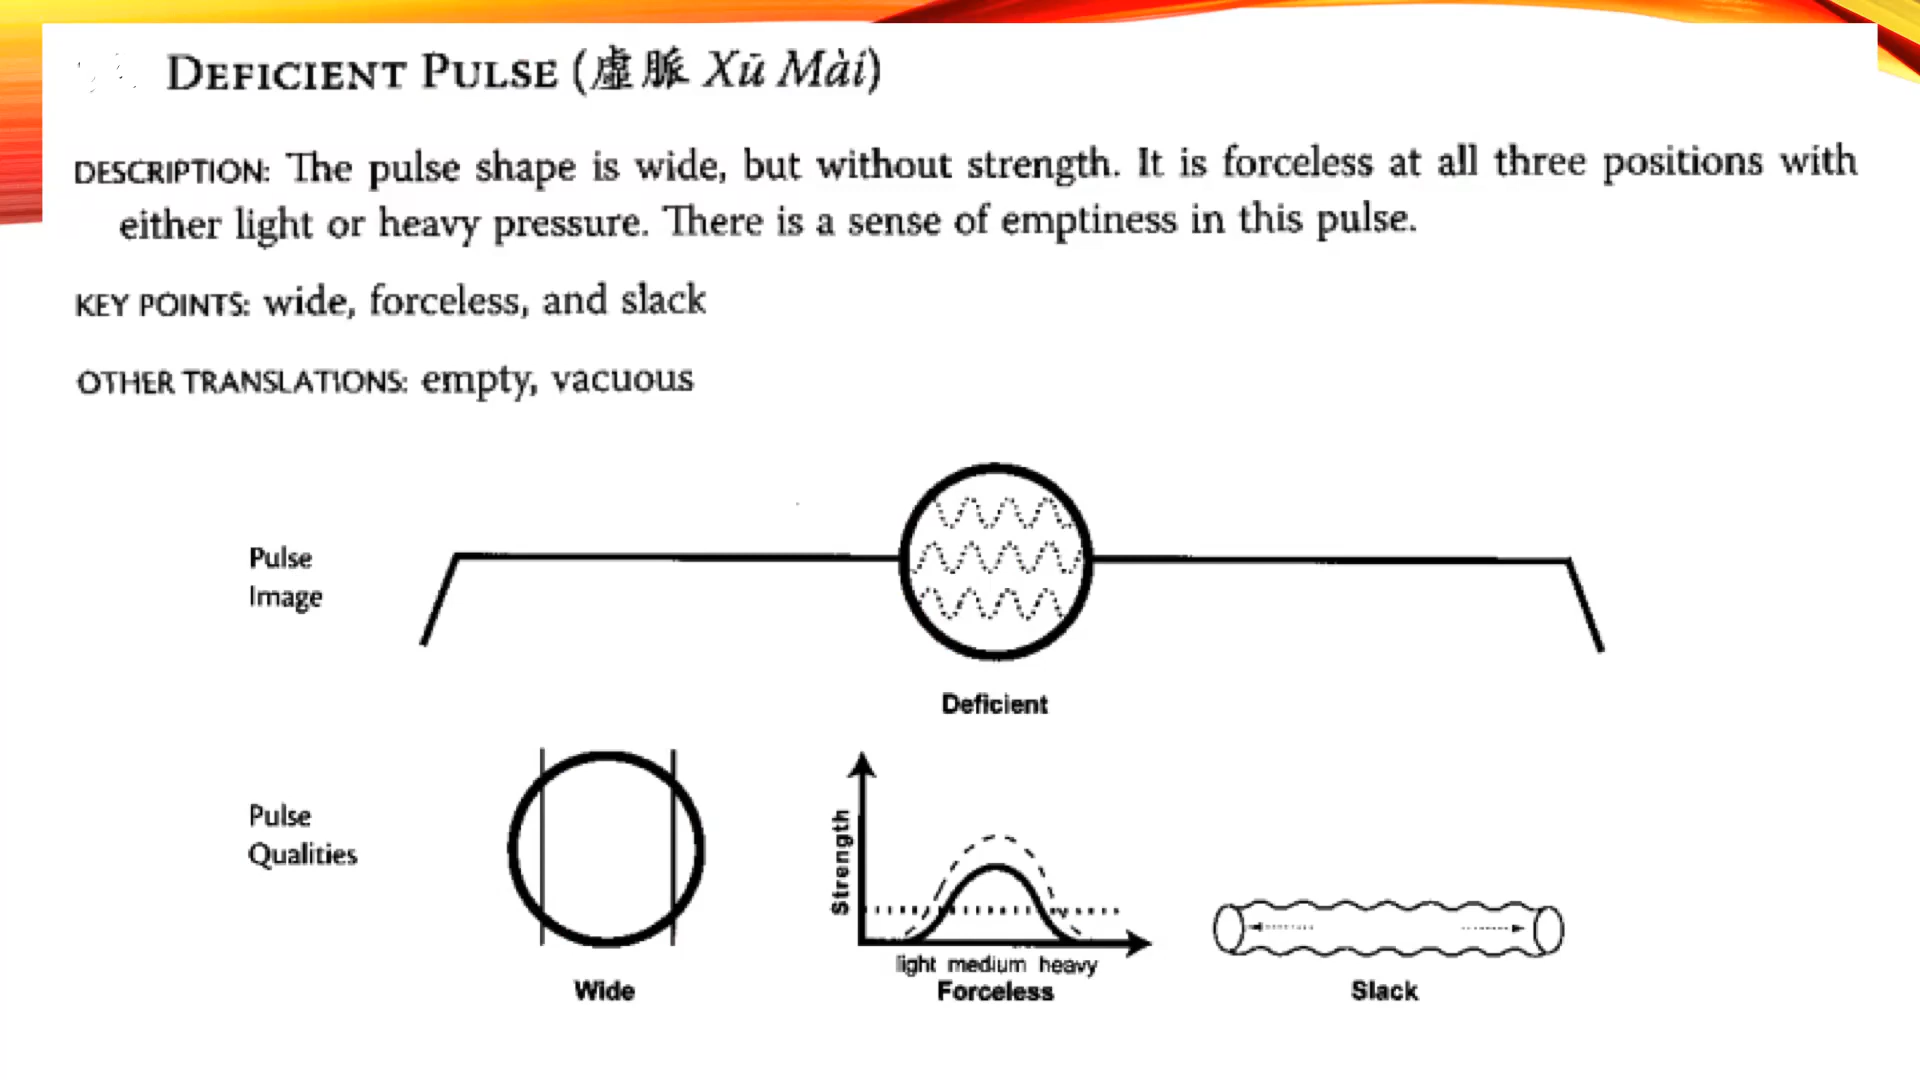 DEFICIENT PULSE (虛脈 Xū Mài)
DESCRIPTION: The pulse shape is wide, but without strength. It is forceless at all three positions with
either light or heavy pressure. There is a sense of emptiness in this pulse.
KEY POINTS: wide, forceless, and slack
OTHER TRANSLATIONS: empty, vacuous
Pulse
Image
Deficient
Pulse
Qualities
Wide
Strength
light medium heavy
Forceless
Slack